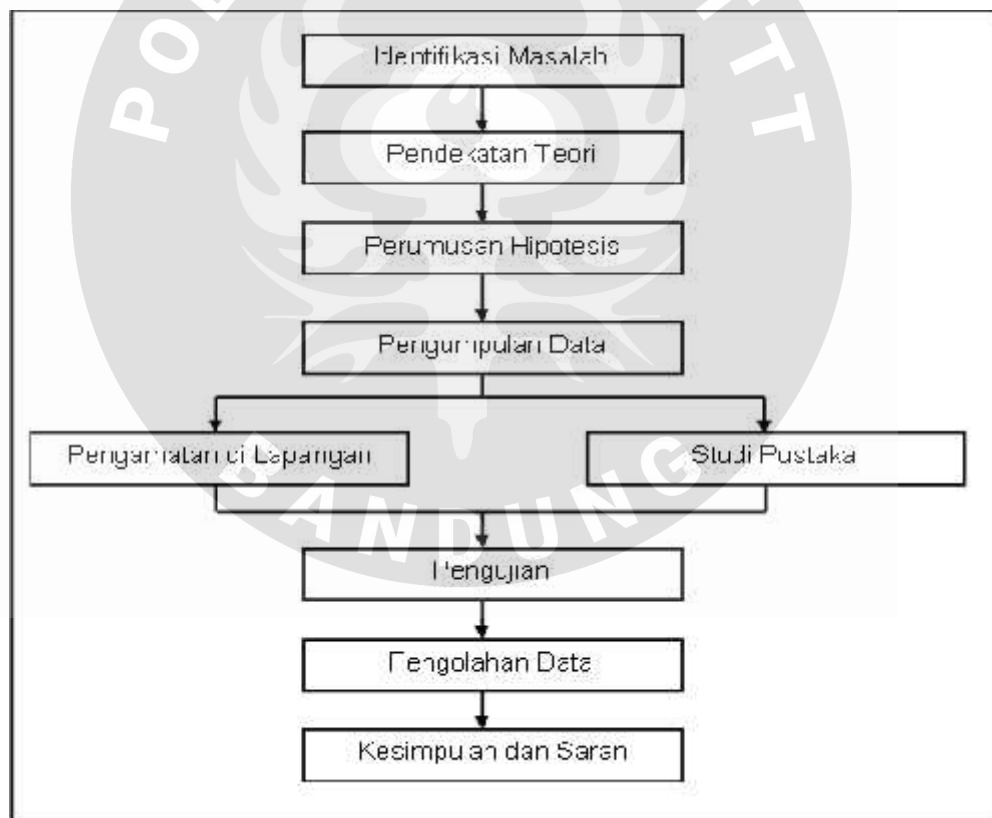 Identifikasi Masalah
Pendekatan Teori
Perumusan Hipotesis
Pengumpulan Data
Pengamatan di Lapangan
Studi Pustaka
Pengujian
Pengolahan Data
Kesimpulan dan Saran
BANDUNG